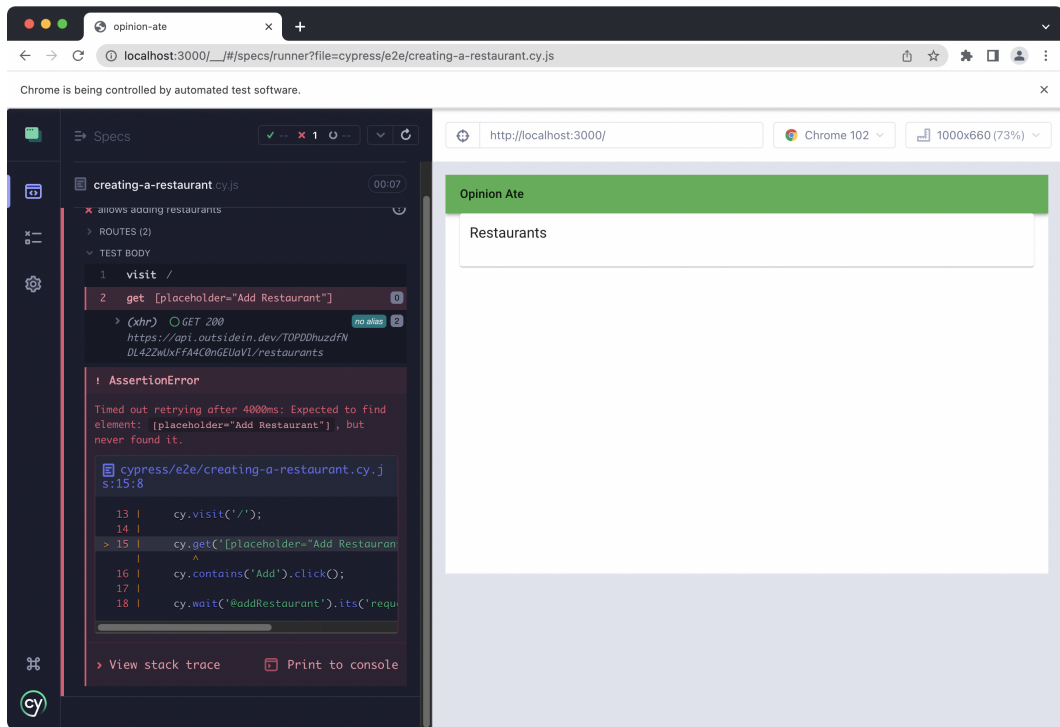 opinion-ate
localhost:3000/__/#/specs/runner?file=cypress/e2e/creating-a-restaurant.cy.js
Chrome is being controlled by automated test software.
Specs
✓ -- × 1 --
creating-a-restaurant.cy.js
00:07
allows adding restaurants
ROUTES (2)
TEST BODY
1 visit /
2 get [placeholder="Add Restaurant"] 0
(xhr) GET 200 no alias 2
https://api.outsidein.dev/TOPDDhuzdfN
DL42ZwUxFfA4C0nGEUaVl/restaurants
! AssertionError
Timed out retrying after 4000ms: Expected to find
element: [placeholder="Add Restaurant"] , but
never found it.
cypress/e2e/creating-a-restaurant.cy.j
s:15:8
13 | cy.visit('/');
14 |
> 15 | cy.get('[placeholder="Add Restauran
| ^
16 | cy.contains('Add').click();
17 |
18 | cy.wait('@addRestaurant').its('requ
> View stack trace
Print to console
cy
http://localhost:3000/
Chrome 102
1000x660 (73%)
Opinion Ate
Restaurants